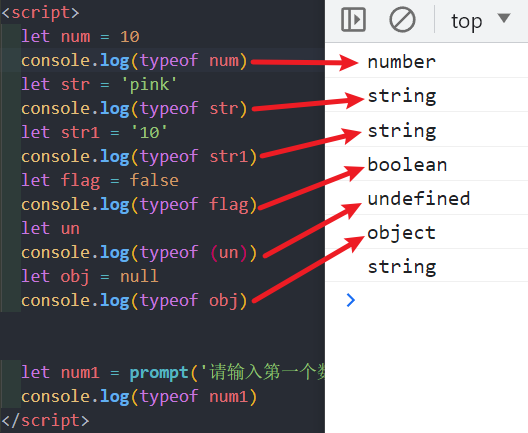 <script>
let num = 10
console.log(typeof num)
let str = 'pink'
console.log(typeof str)
let str1 = '10'
console.log(typeof str1)
let flag = false
console.log(typeof flag)
let un
console.log(typeof (un))
let obj = null
console.log(typeof obj)
let num1 = prompt('请输入第一个
console.log(typeof num1)
</script>
top
number
string
string
boolean
undefined
object
string